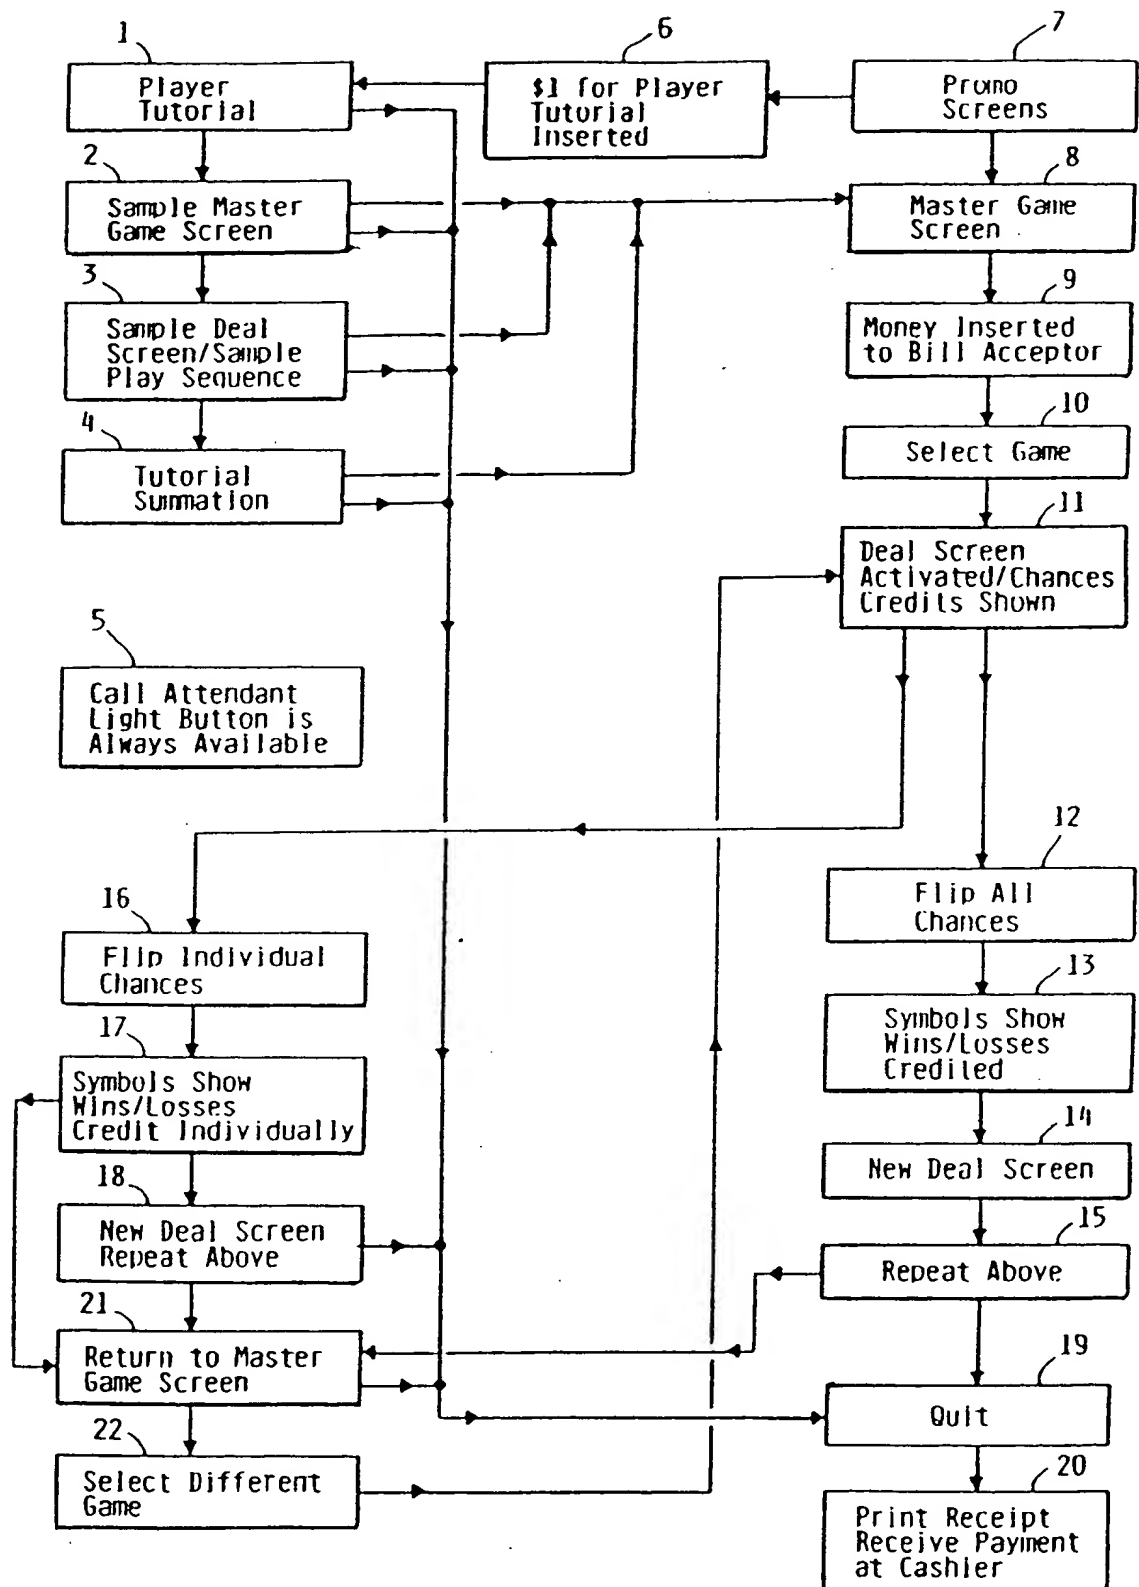 1
Player
Tutorial
6
$1 for Player
Tutorial
Inserted
7
Promo
Screens
2
Sample Master
Game Screen
8
Master Game
Screen
3
Sample Deal
Screen/Sample
Play Sequence
9
Money Inserted
to Bill Acceptor
4
Tutorial
Summation
10
Select Game
11
Deal Screen
Activated/Chances
Credits Shown
5
Call Attendant
Light Button is
Always Available
12
Flip All
Chances
16
Flip Individual
Chances
13
Symbols Show
Wins/Losses
Credited
17
Symbols Show
Wins/Losses
Credit Individually
14
New Deal Screen
18
New Deal Screen
Repeat Above
15
Repeat Above
21
Return to Master
Game Screen
19
Quit
22
Select Different
Game
20
Print Receipt
Receive Payment
at Cashier